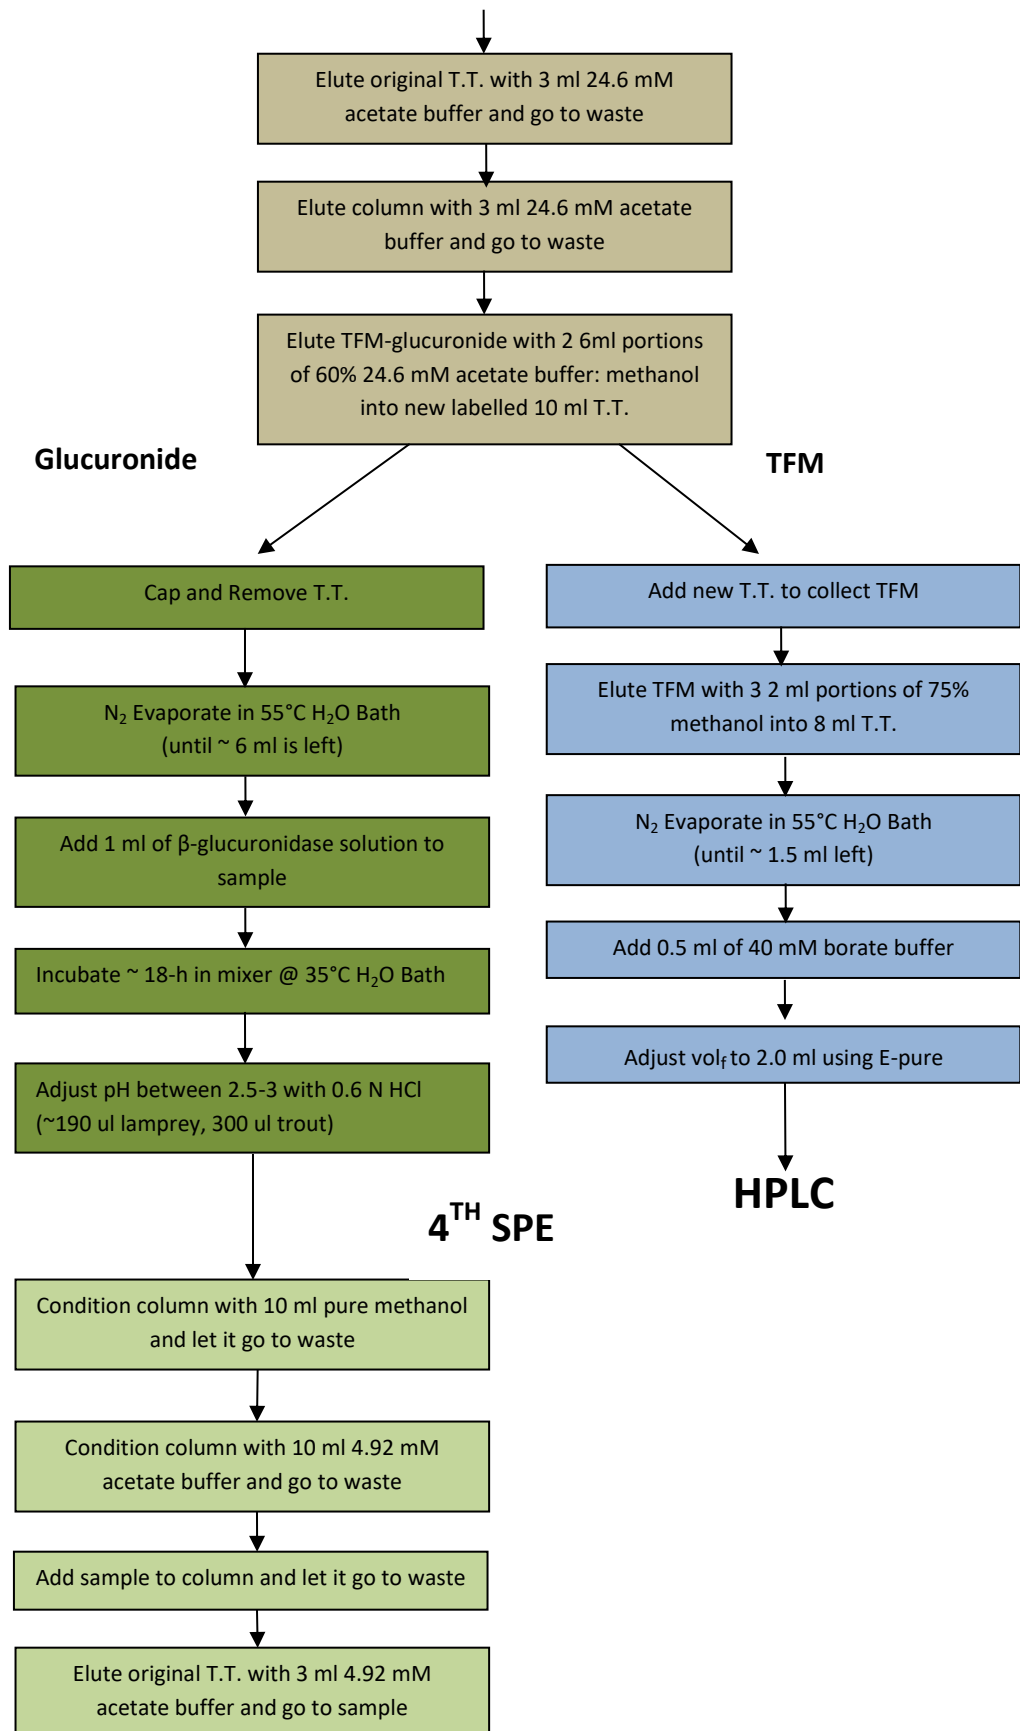 Elute original T.T. with 3 ml 24.6 mM
acetate buffer and go to waste
Elute column with 3 ml 24.6 mM acetate
buffer and go to waste
Elute TFM-glucuronide with 2 6ml portions
of 60% 24.6 mM acetate buffer: methanol
into new labelled 10 ml T.T.
Glucuronide
TFM
Cap and Remove T.T.
N₂ Evaporate in 55°C H₂O Bath
(until ~ 6 ml is left)
Add 1 ml of β-glucuronidase solution to
sample
Incubate ~ 18-h in mixer @ 35°C H₂O Bath
Adjust pH between 2.5-3 with 0.6 N HCl
(~190 ul lamprey, 300 ul trout)
Add new T.T. to collect TFM
Elute TFM with 3 2 ml portions of 75%
methanol into 8 ml T.T.
N₂ Evaporate in 55°C H₂O Bath
(until ~ 1.5 ml left)
Add 0.5 ml of 40 mM borate buffer
Adjust vol<sub>f</sub> to 2.0 ml using E-pure
HPLC
4ᵀᴴ SPE
Condition column with 10 ml pure methanol
and let it go to waste
Condition column with 10 ml 4.92 mM
acetate buffer and go to waste
Add sample to column and let it go to waste
Elute original T.T. with 3 ml 4.92 mM
acetate buffer and go to sample